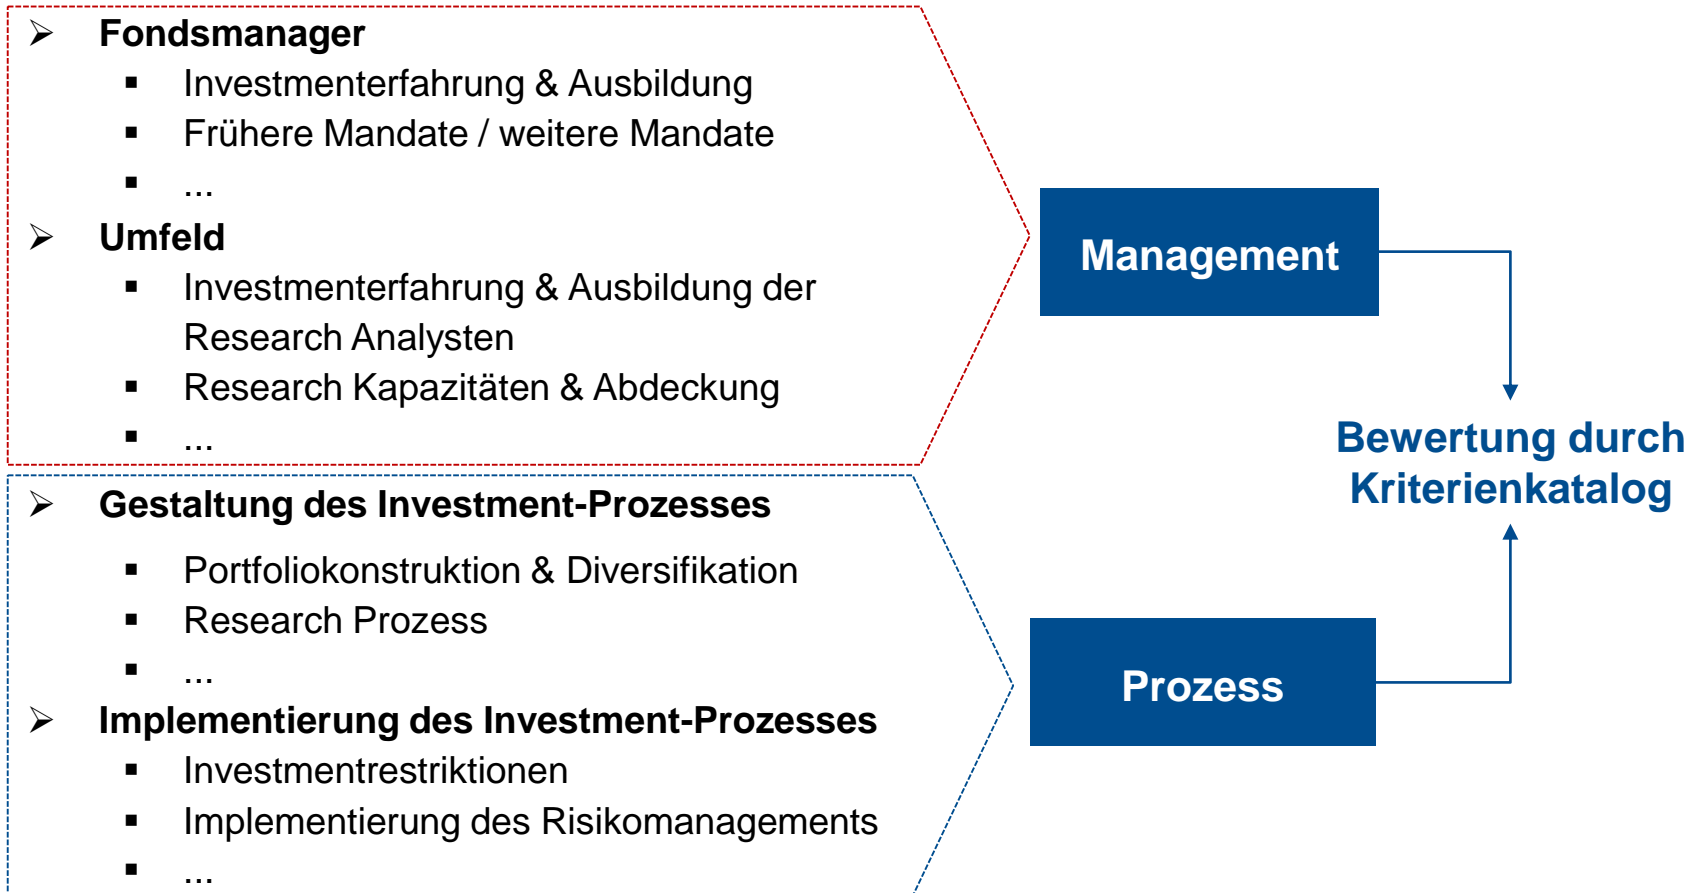 ➢ Fondsmanager
▪ Investmenterfahrung & Ausbildung
▪ Frühere Mandate / weitere Mandate
▪ ...
➢ Umfeld
▪ Investmenterfahrung & Ausbildung der
Research Analysten
▪ Research Kapazitäten & Abdeckung
▪ ...
➢ Gestaltung des Investment-Prozesses
▪ Portfoliokonstruktion & Diversifikation
▪ Research Prozess
▪ ...
➢ Implementierung des Investment-Prozesses
▪ Investmentrestriktionen
▪ Implementierung des Risikomanagements
▪ ...
Management
Bewertung durch
Kriterienkatalog
Prozess